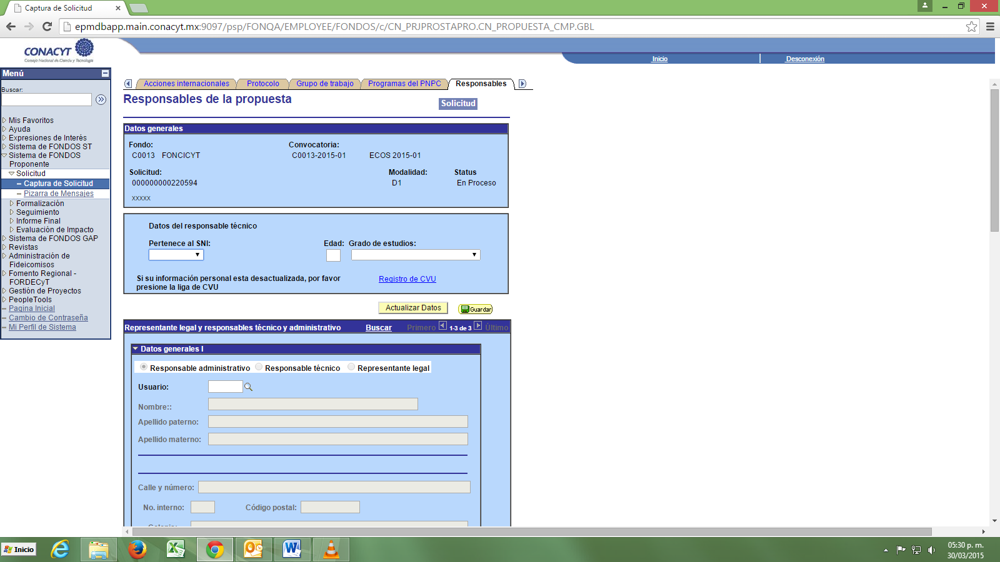 Captura de Solicitud
epmdbapp.main.conacyt.mx:9097/psp/FONQA/EMPLOYEE/FONDOS/c/CN_PRJPROSTAPRO.CN_PROPUESTA_CMP.GBL
CONACYT
Consejo Nacional de Ciencia y Tecnología
Inicio
Desconexión
Menú
Buscar:
Mis Favoritos
Ayuda
Expresiones de Interés
Sistema de FONDOS ST
Sistema de FONDOS
Proponente
Solicitud
Captura de Solicitud
Pizarra de Mensajes
Formalización
Seguimiento
Informe Final
Evaluación de Impacto
Sistema de FONDOS GAP
Revistas
Administración de
Fideicomisos
Fomento Regional -
FORDECyT
Gestión de Proyectos
PeopleTools
Pagina Inicial
Cambio de Contraseña
Mi Perfil de Sistema
Acciones internacionales Protocolo Grupo de trabajo Programas del PNPC Responsables
Responsables de la propuesta
Solicitud
Datos generales
Fondo: Convocatoria:
C0013 FONCICYT C0013-2015-01 ECOS 2015-01
Solicitud: Modalidad: Status
000000000220594 D1 En Proceso
xxxxx
Datos del responsable técnico
Pertenece al SNI: Edad: Grado de estudios:
Si su información personal esta desactualizada, por favor
presione la liga de CVU
Registro de CVU
Actualizar Datos Guardar
Representante legal y responsables técnico y administrativo Buscar Primero 1-3 de 3 Último
Datos generales I
Responsable administrativo Responsable técnico Representante legal
Usuario:
Nombre::
Apellido paterno:
Apellido materno:
Calle y número:
No. interno: Código postal:
Colonia:
Inicio
05:30 p. m.
30/03/2015